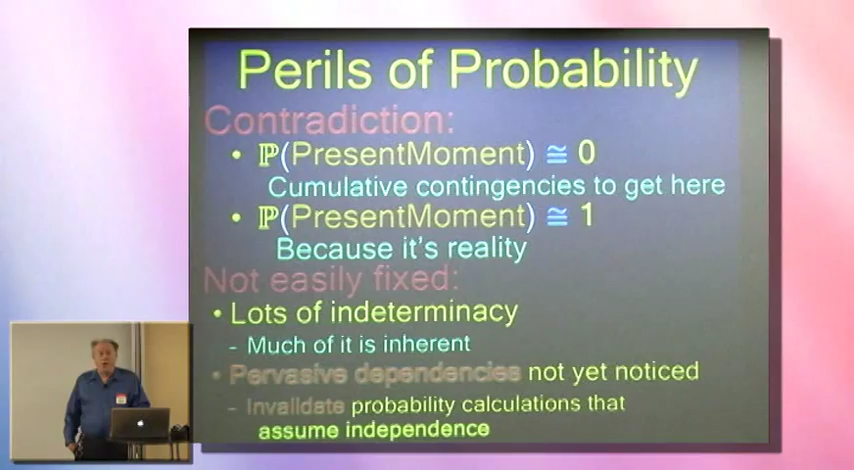 Perils of Probability
Contradiction:
• ℙ(PresentMoment) ≅ 0
Cumulative contingencies to get here
• ℙ(PresentMoment) ≅ 1
Because it's reality
Not easily fixed:
• Lots of indeterminacy
– Much of it is inherent
• Pervasive dependencies not yet noticed
– Invalidate probability calculations that
assume independence